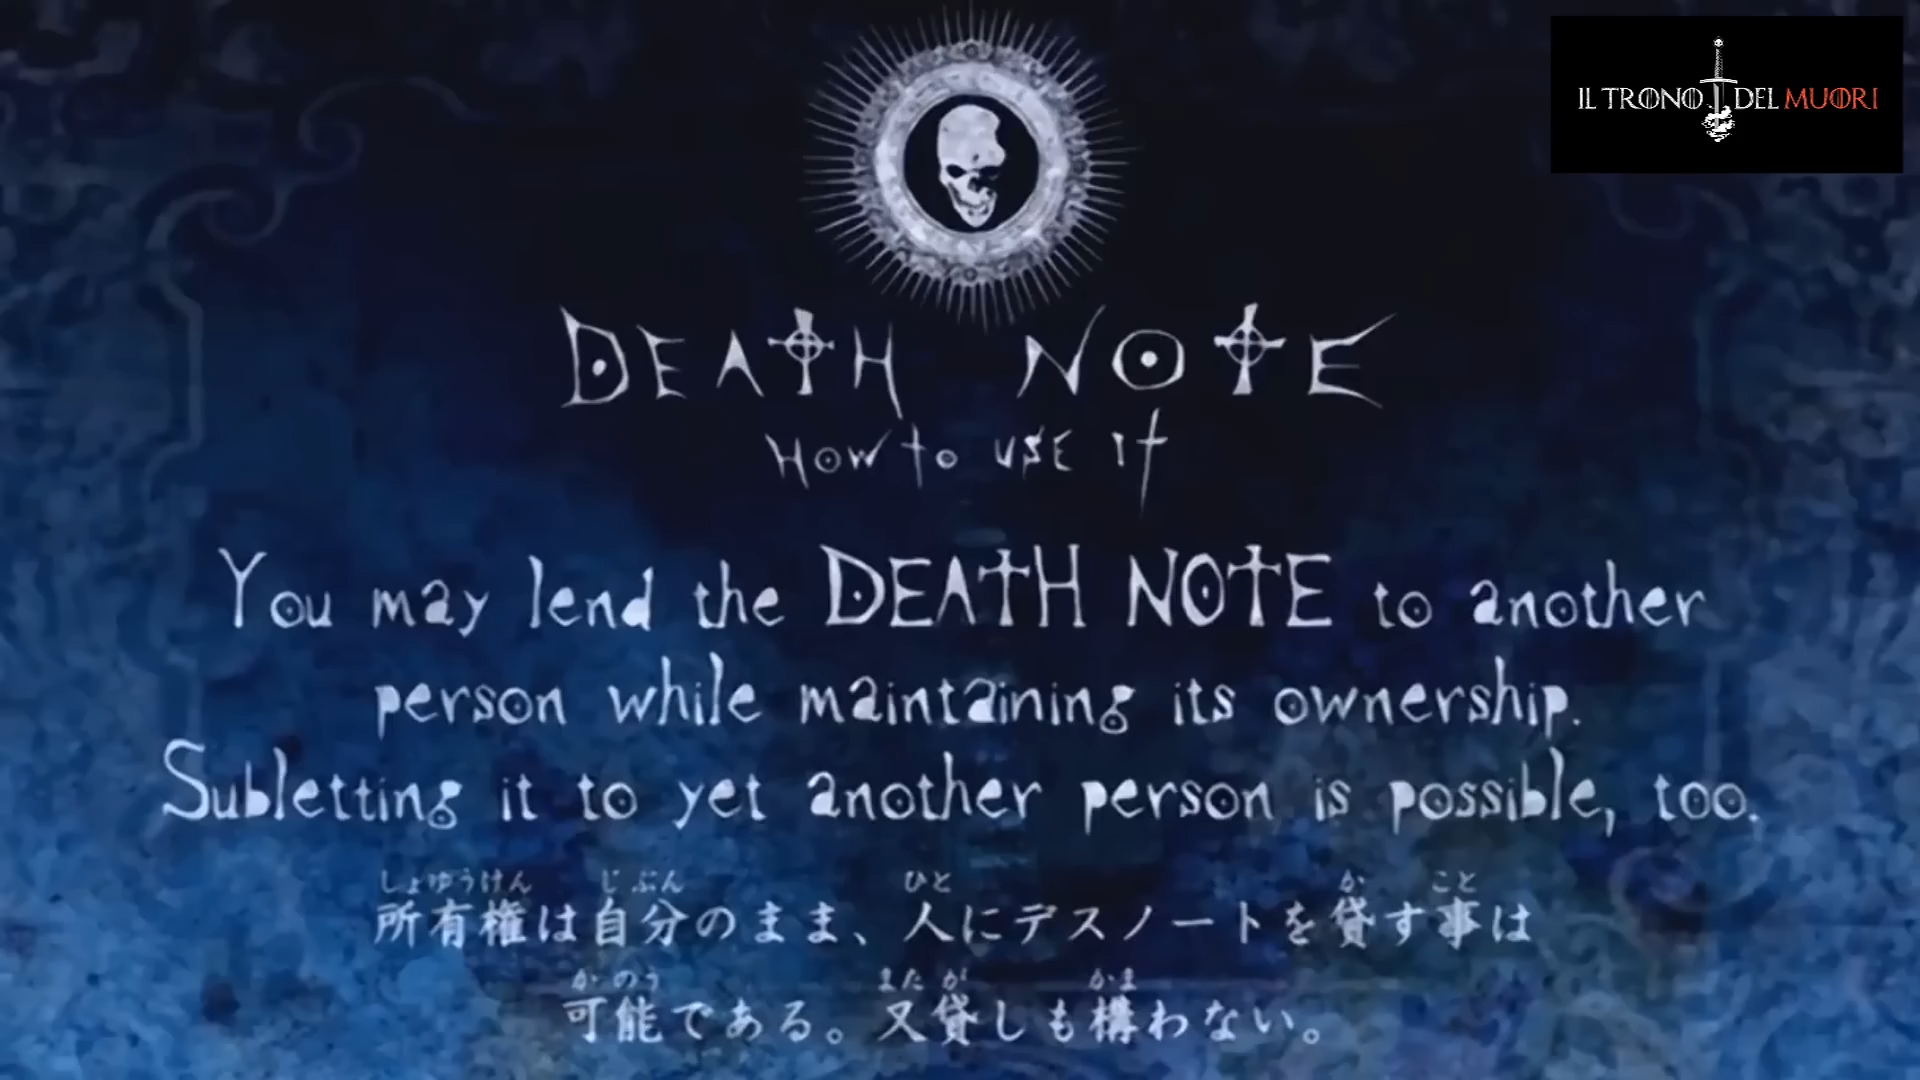 IL TRONO DEL MUORI
DEATH NOTE
How to use it
You may lend the DEATH NOTE to another
person while maintaining its ownership.
Subletting it to yet another person is possible, too.
しょゆうけん じぶん ひと か こと
所有権は自分のまま、人にデスノートを貸す事は
かのう またが かま
可能である。又貸しも構わない。